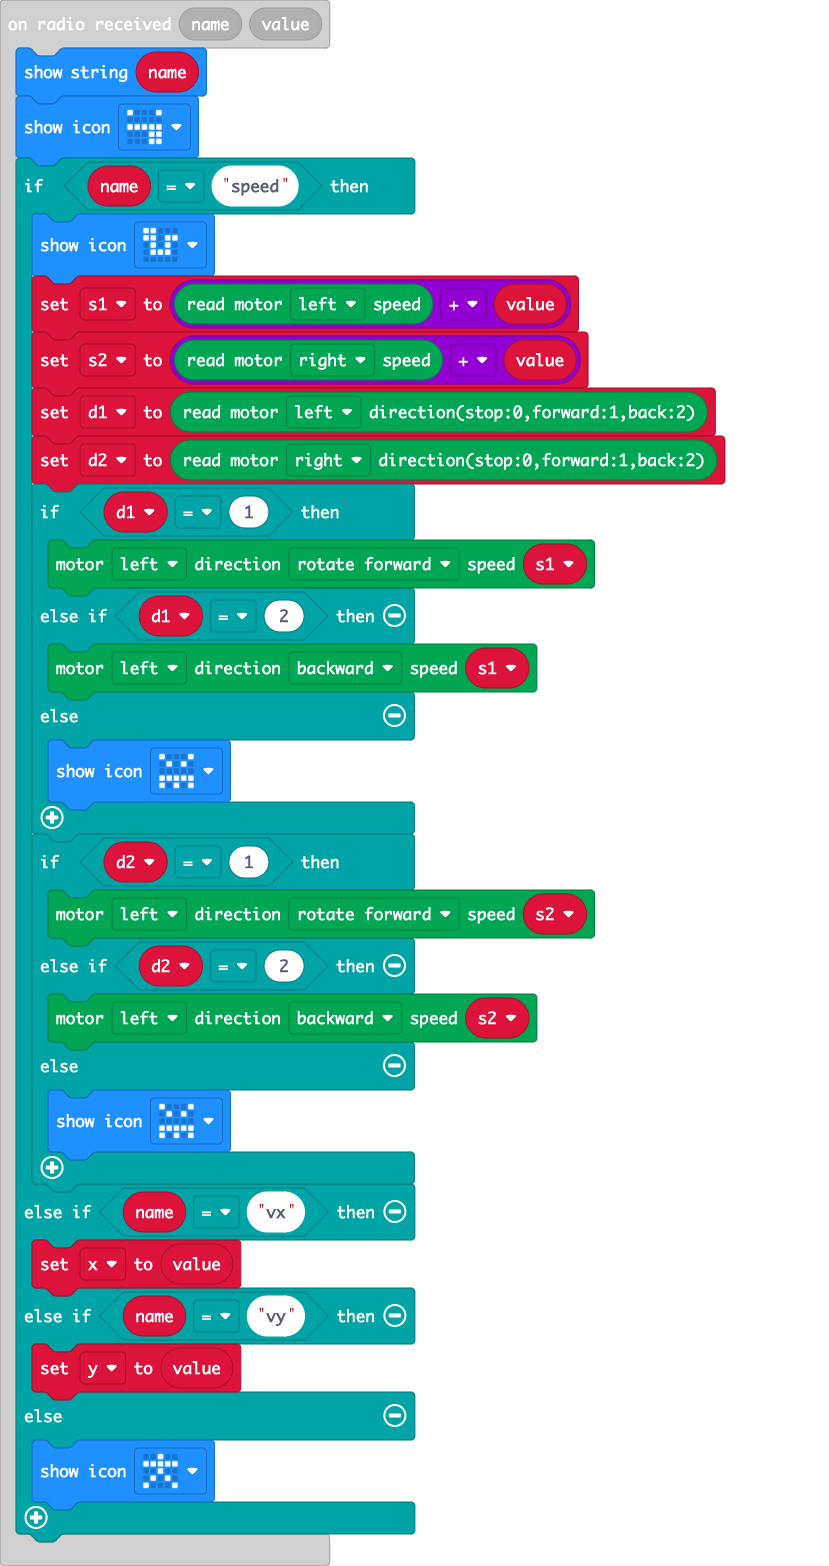 on radio received name value
show string name
show icon
if name = "speed" then
show icon
set s1 to read motor left speed + value
set s2 to read motor right speed + value
set d1 to read motor left direction(stop:0,forward:1,back:2)
set d2 to read motor right direction(stop:0,forward:1,back:2)
if d1 = 1 then
motor left direction rotate forward speed s1
else if d1 = 2 then
motor left direction backward speed s1
else
show icon
if d2 = 1 then
motor left direction rotate forward speed s2
else if d2 = 2 then
motor left direction backward speed s2
else
show icon
else if name = "vx" then
set x to value
else if name = "vy" then
set y to value
else
show icon